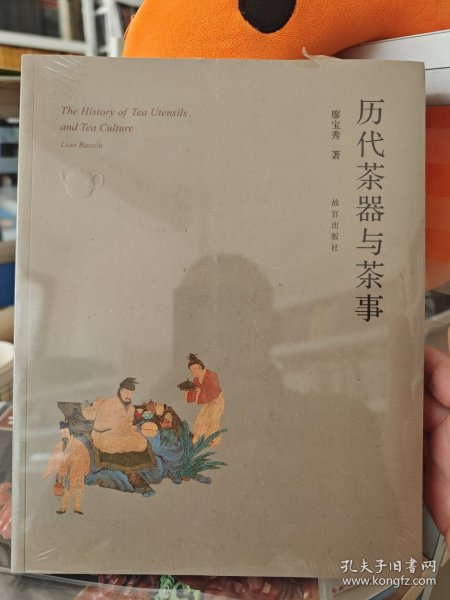 The History of Tea Utensils
and Tea Culture
Liao Baoxiu
历代茶器与茶事
廖宝秀 著
故宫出版社
孔夫子旧书网
www.kongfz.com